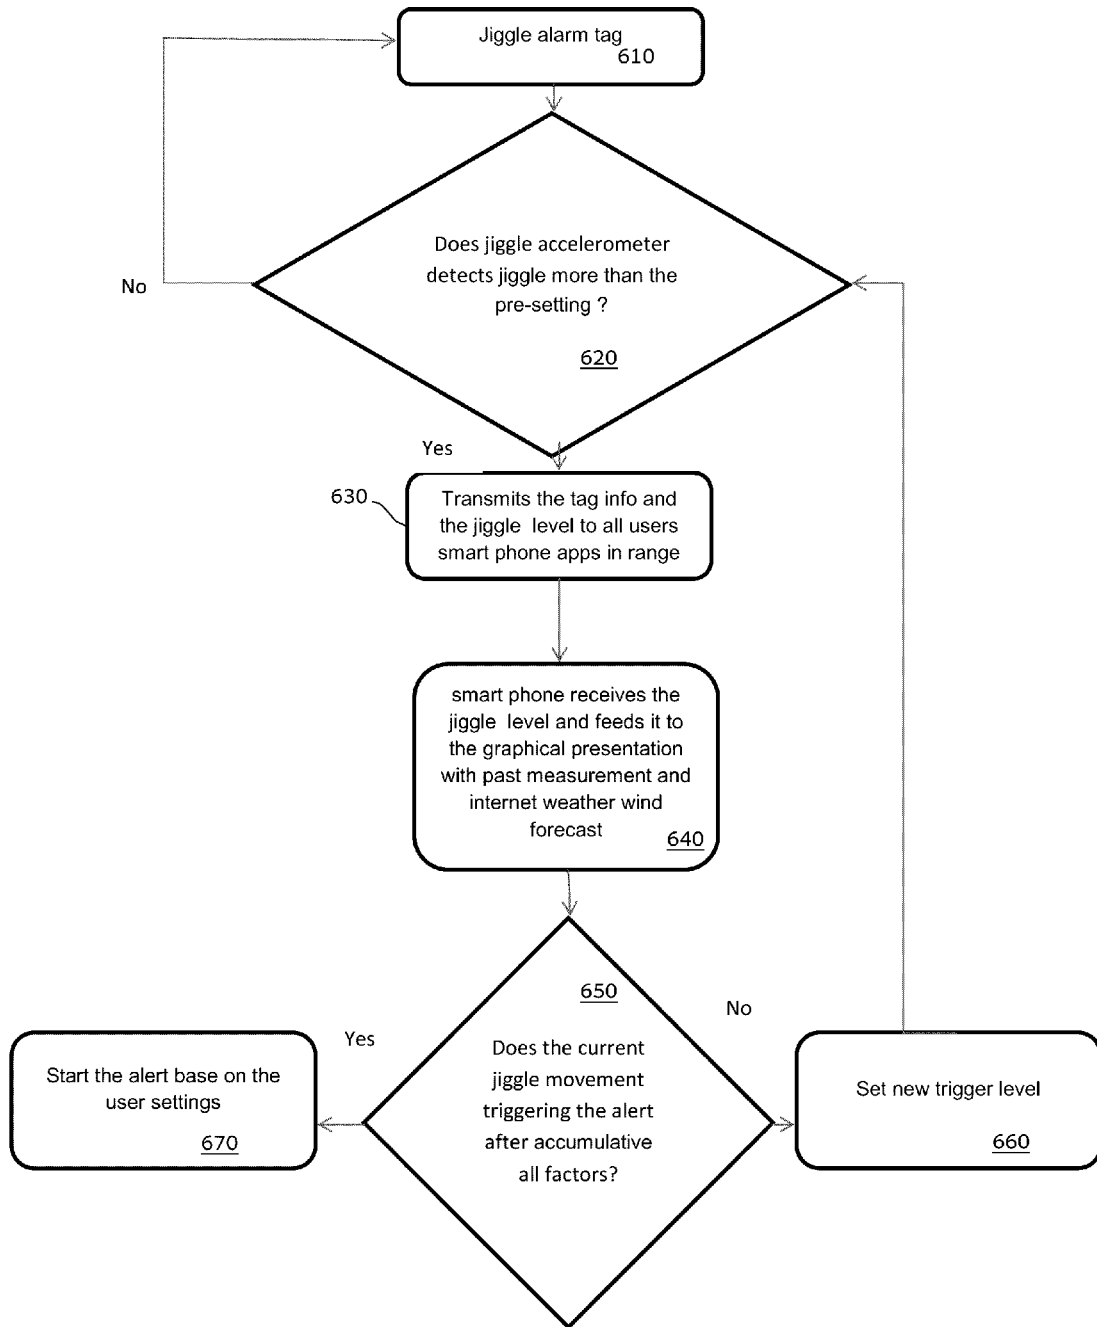 Jiggle alarm tag
610
Does jiggle accelerometer
detects jiggle more than the
pre-setting ?
620
No
Yes
630
Transmits the tag info and
the jiggle level to all users
smart phone apps in range
smart phone receives the
jiggle level and feeds it to
the graphical presentation
with past measurement and
internet weather wind
forecast
640
650
No
Yes
Does the current
jiggle movement
triggering the alert
after accumulative
all factors?
Start the alert base on the
user settings
670
Set new trigger level
660